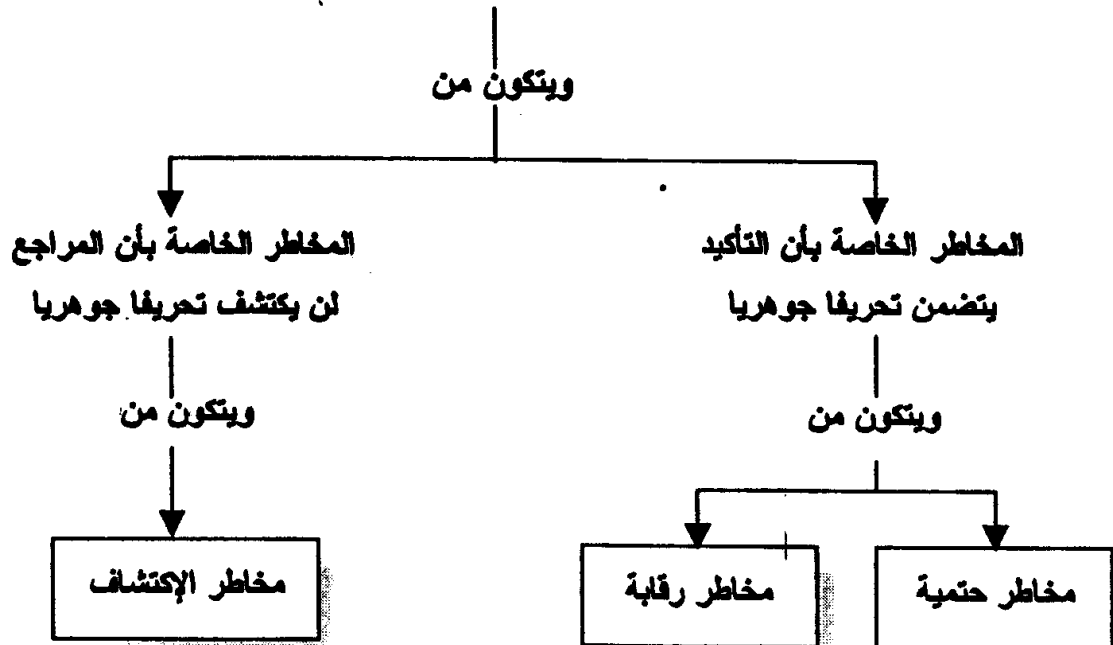 ويتكون من
المخاطر الخاصة بأن التأكيد
يتضمن تحريفا جوهريا
المخاطر الخاصة بأن المراجع
لن يكتشف تحريفا جوهريا
ويتكون من
ويتكون من
مخاطر حتمية
مخاطر رقابة
مخاطر الإكتشاف